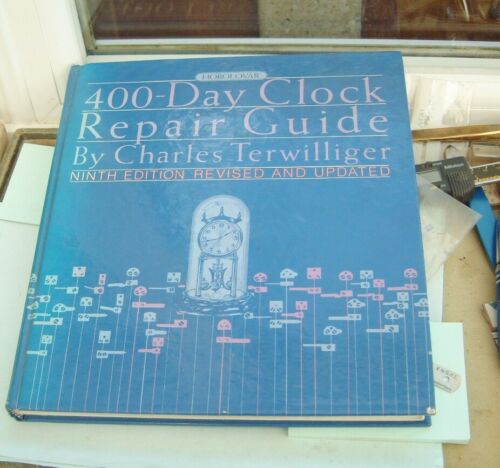 HOROLOVAR
400-Day Clock
Repair Guide
By Charles Terwilliger
NINTH EDITION REVISED AND UPDATED